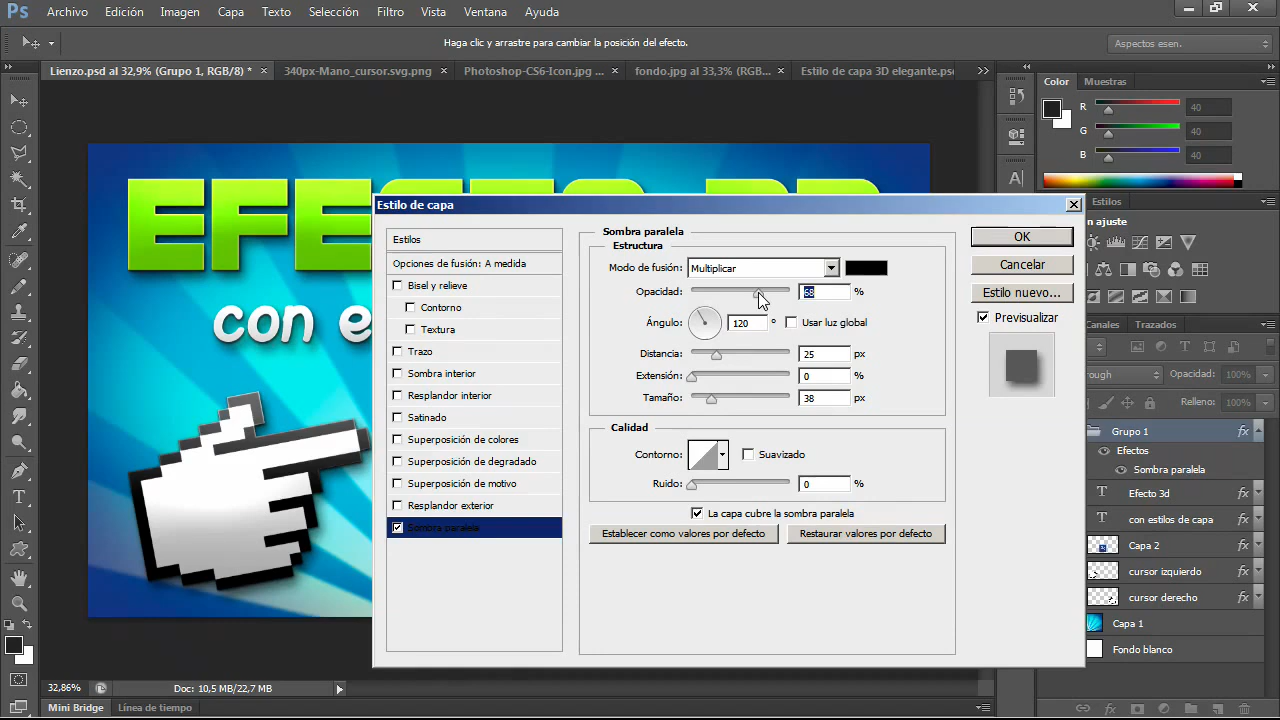 Ps Archivo Edición Imagen Capa Texto Selección Filtro Vista Ventana Ayuda
Haga clic y arrastre para cambiar la posición del efecto.
Aspectos esen.
Lienzo.psd al 32,9% (Grupo 1, RGB/8) *
340px-Mano_cursor.svg.png
Photoshop-CS6-Icon.jpg ...
fondo.jpg al 33,3% (RGB...
Estilo de capa 3D elegante.psd
Color
Muestras
R 40
G 40
B 40
EFECTO
con e
Estilo de capa
Estilos
Opciones de fusión: A medida
Bisel y relieve
Contorno
Textura
Trazo
Sombra interior
Resplandor interior
Satinado
Superposición de colores
Superposición de degradado
Superposición de motivo
Resplandor exterior
Sombra paralela
Sombra paralela
Estructura
Modo de fusión: Multiplicar
Opacidad: 68 %
Ángulo: 120 ° Usar luz global
Distancia: 25 px
Extensión: 0 %
Tamaño: 38 px
Calidad
Contorno: Suavizado
Ruido: 0 %
La capa cubre la sombra paralela
Establecer como valores por defecto
Restaurar valores por defecto
OK
Cancelar
Estilo nuevo...
Previsualizar
Estilos
n ajuste
Canales
Trazados
rough
Opacidad: 100%
Relleno: 100%
Grupo 1 fx
Efectos
Sombra paralela
T Efecto 3d fx
T con estilos de capa fx
Capa 2 fx
cursor izquierdo fx
cursor derecho fx
Capa 1
Fondo blanco
32,86%
Doc: 10,5 MB/22,7 MB
Mini Bridge
Línea de tiempo